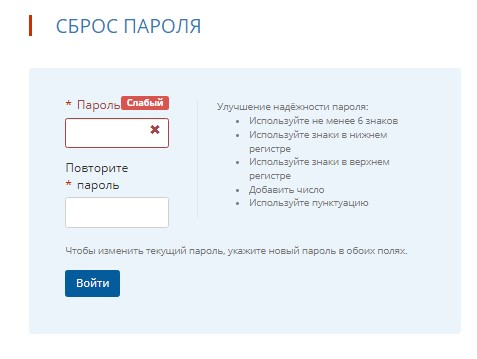 СБРОС ПАРОЛЯ
* Пароль Слабый
Повторите
* пароль
Улучшение надёжности пароля:
• Используйте не менее 6 знаков
• Используйте знаки в нижнем
регистре
• Используйте знаки в верхнем
регистре
• Добавить число
• Используйте пунктуацию
Чтобы изменить текущий пароль, укажите новый пароль в обоих полях.
Войти